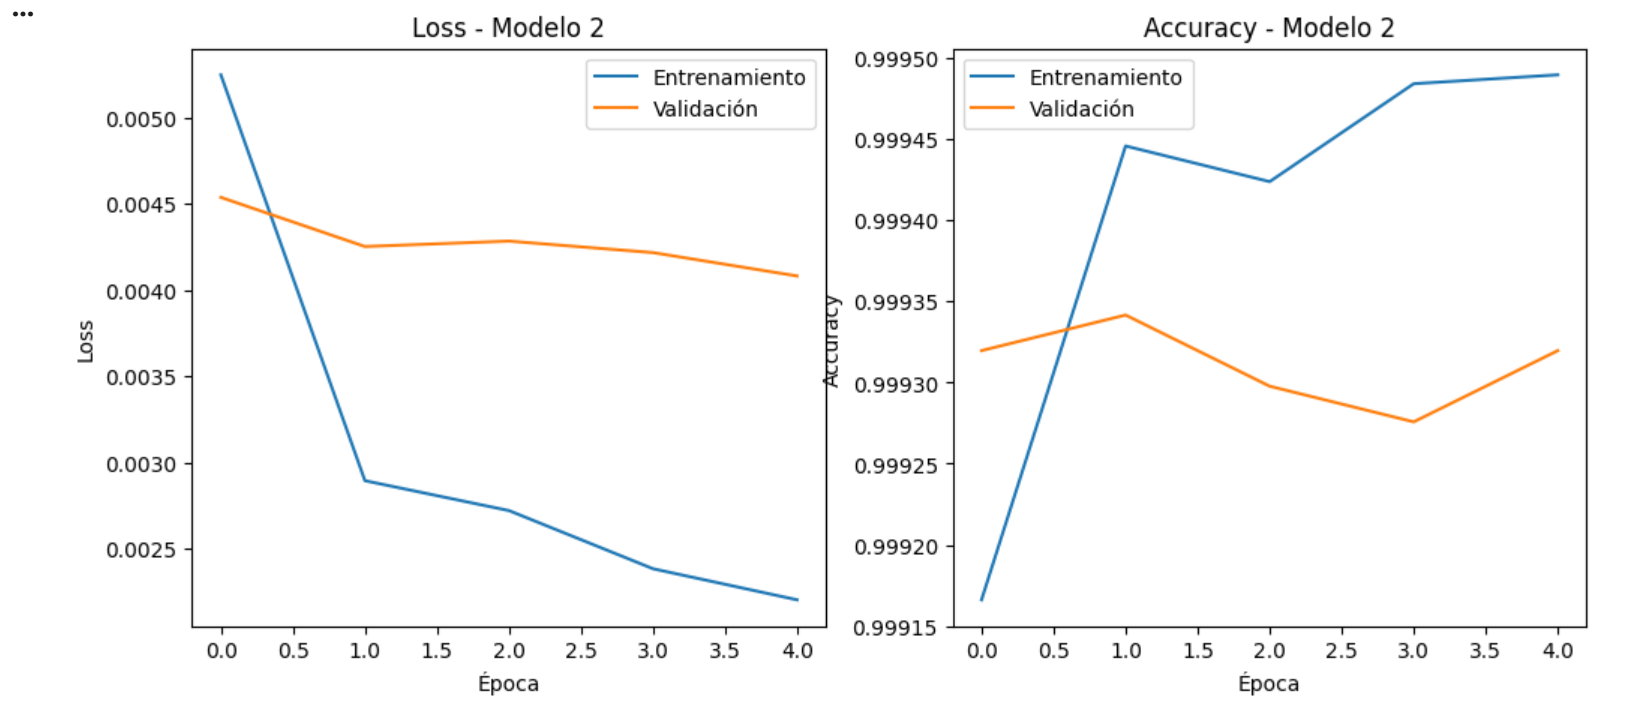 ...
Loss - Modelo 2
Entrenamiento
Validación
0.0050
0.0045
0.0040
0.0035
0.0030
0.0025
Loss
0.0 0.5 1.0 1.5 2.0 2.5 3.0 3.5 4.0
Época
Accuracy - Modelo 2
Entrenamiento
Validación
0.99950
0.99945
0.99940
0.99935
0.99930
0.99925
0.99920
0.99915
Accuracy
0.0 0.5 1.0 1.5 2.0 2.5 3.0 3.5 4.0
Época